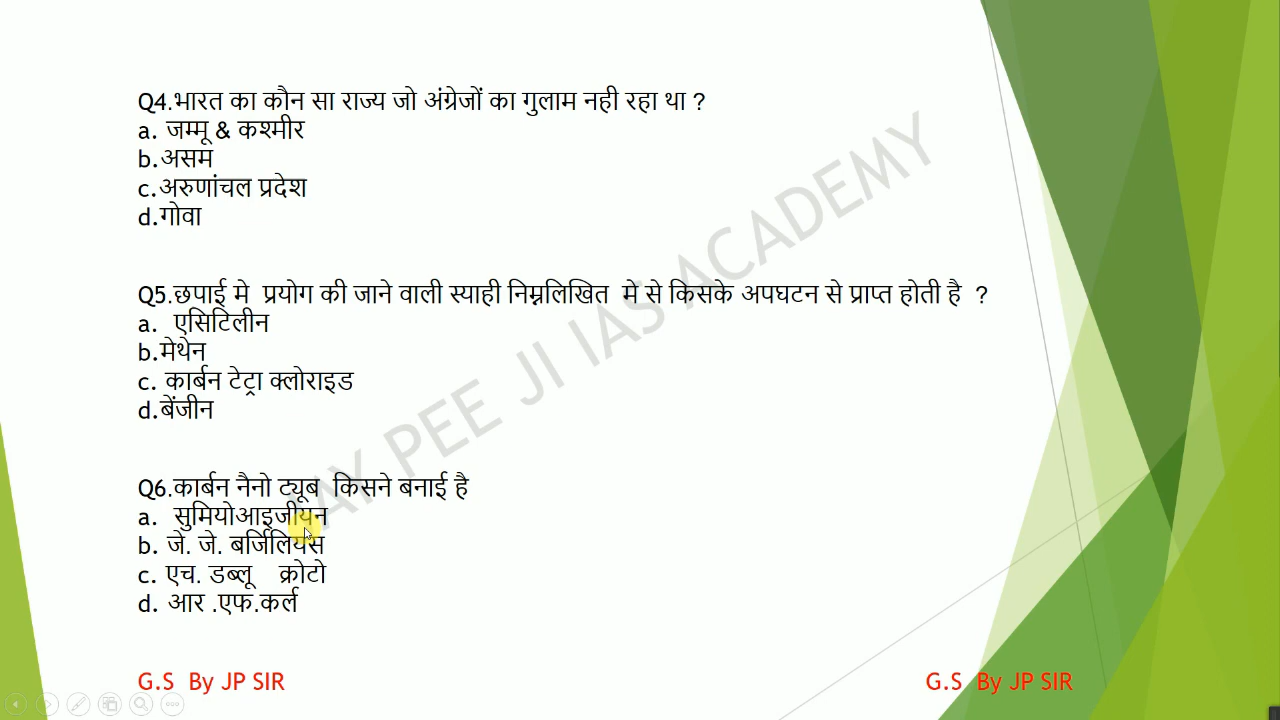 Q4.भारत का कौन सा राज्य जो अंग्रेजों का गुलाम नही रहा था ?
a. जम्मू & कश्मीर
b.असम
c.अरुणांचल प्रदेश
d.गोवा
Q5.छपाई मे प्रयोग की जाने वाली स्याही निम्नलिखित मे से किसके अपघटन से प्राप्त होती है ?
a. एसिटिलीन
b.मेथेन
c. कार्बन टेट्रा क्लोराइड
d.बेंजीन
Q6.कार्बन नैनो ट्यूब किसने बनाई है
a. सुमियोआइजीयन
b. जे. जे. बर्जिलियस
c. एच. डब्लू क्रोटो
d. आर .एफ.कर्ल
JAY PEE JI IAS ACADEMY
G.S By JP SIR
G.S By JP SIR